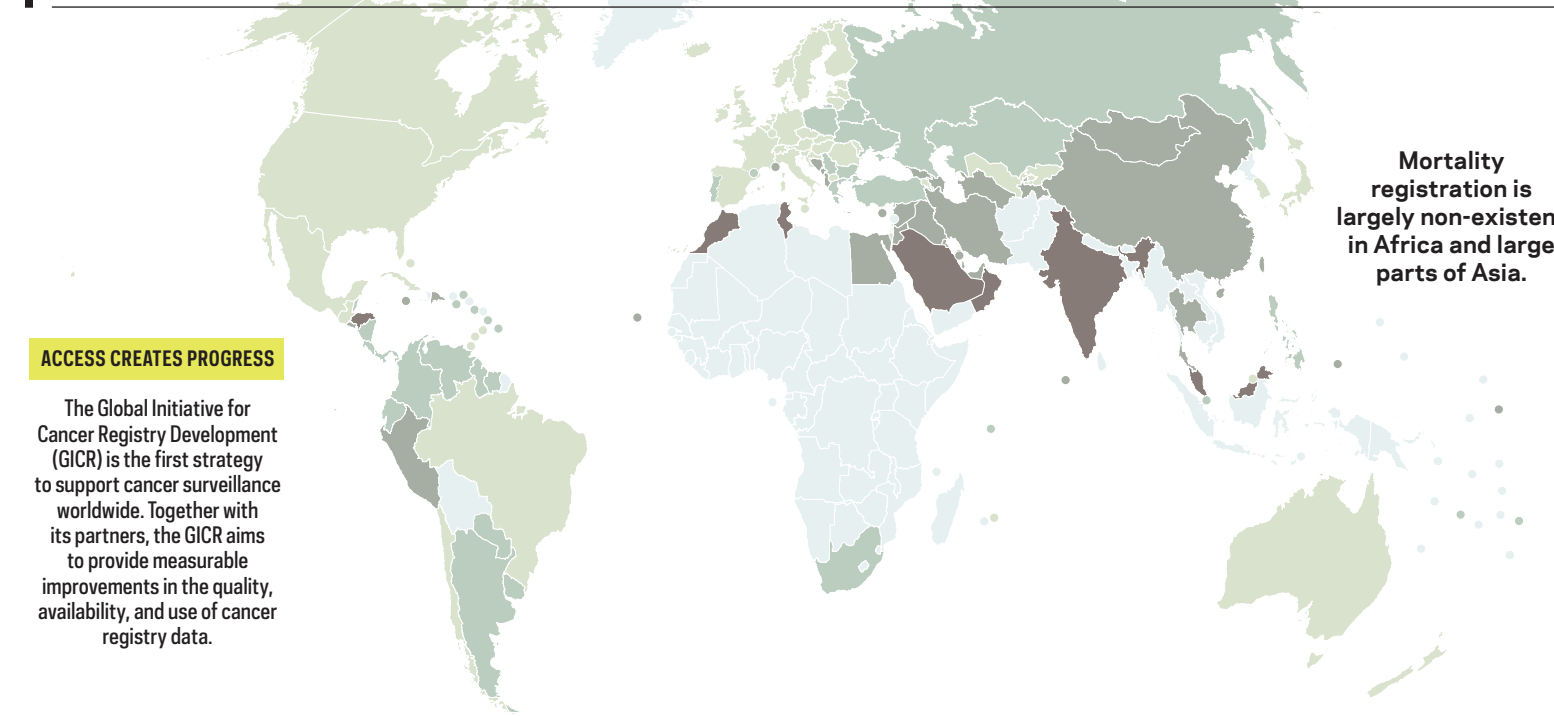 Mortality
registration is
largely non-existen
in Africa and large
parts of Asia.
ACCESS CREATES PROGRESS
The Global Initiative for
Cancer Registry Development
(GICR) is the first strategy
to support cancer surveillance
worldwide. Together with
its partners, the GICR aims
to provide measurable
improvements in the quality,
availability, and use of cancer
registry data.